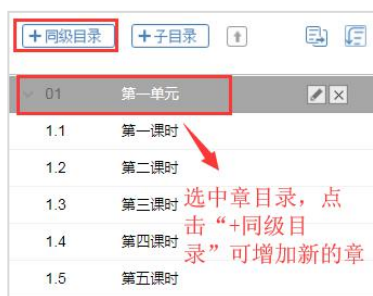 +同级目录 +子目录
01 第一单元
1.1 第一课时
1.2 第二课时
1.3 第三课时
1.4 第四课时
1.5 第五课时
选中章目录，点
击“+同级目
录”可增加新的章